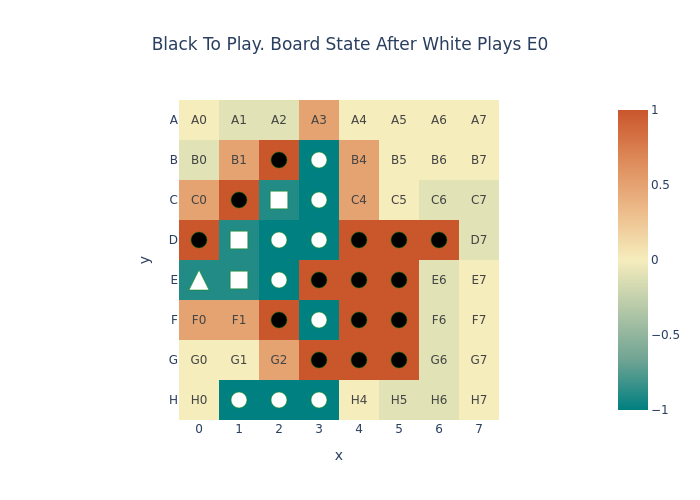 Black To Play. Board State After White Plays E0
A A0 A1 A2 A3 A4 A5 A6 A7
B B0 B1 B4 B5 B6 B7
C C0 C4 C5 C6 C7
D D7
E E6 E7
F F0 F1 F6 F7
G G0 G1 G2 G6 G7
H H0 H4 H5 H6 H7
0 1 2 3 4 5 6 7
x
y
1
0.5
0
−0.5
−1